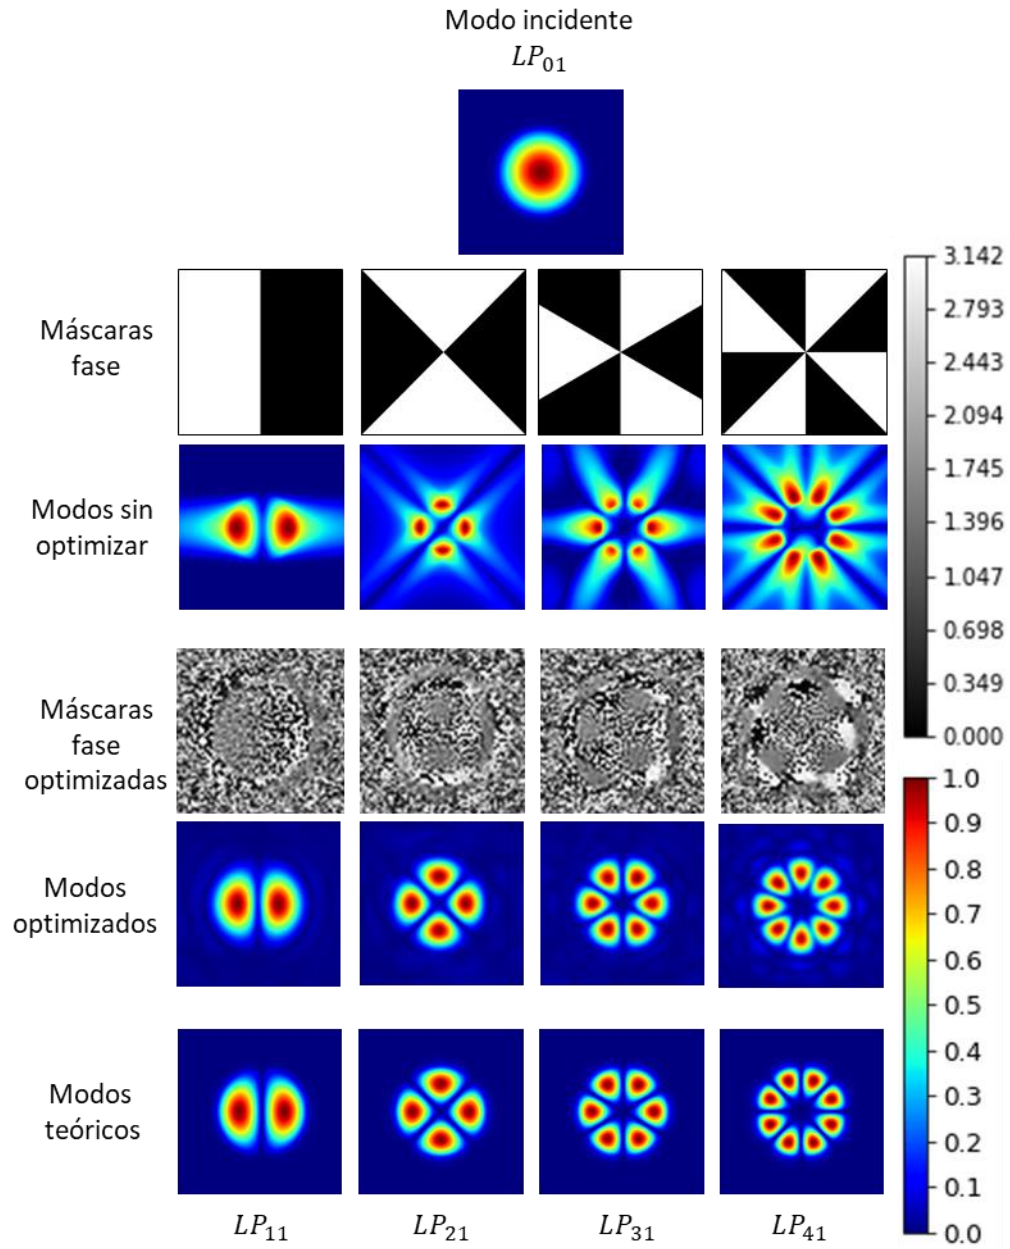 Modo incidente
LP₀₁
Máscaras
fase
3.142
2.793
2.443
2.094
1.745
1.396
1.047
0.698
0.349
0.000
Modos sin
optimizar
Máscaras
fase
optimizadas
Modos
optimizados
1.0
0.9
0.8
0.7
0.6
0.5
0.4
0.3
0.2
0.1
0.0
Modos
teóricos
LP₁₁ LP₂₁ LP₃₁ LP₄₁